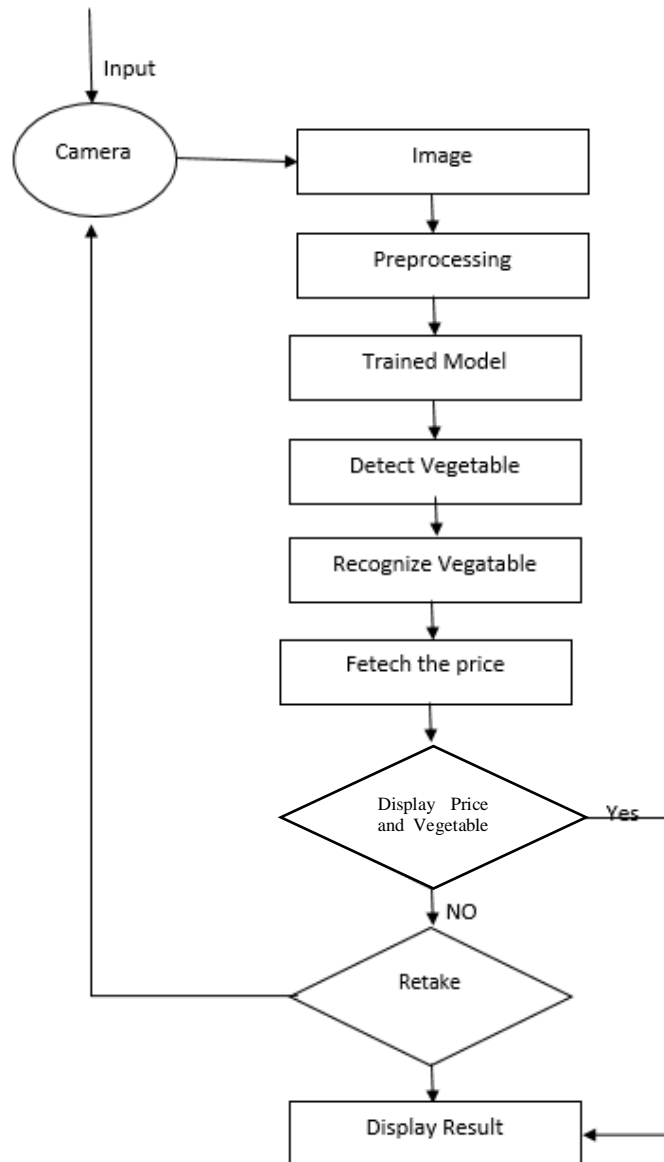 Input
Camera
Image
Preprocessing
Trained Model
Detect Vegetable
Recognize Vegatable
Fetech the price
Display Price
and Vegetable
Yes
NO
Retake
Display Result